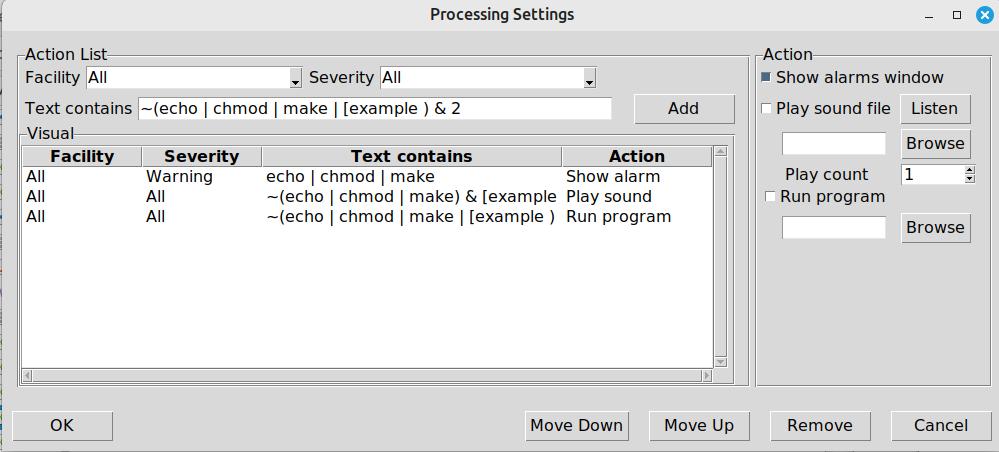 Processing Settings
Action List
Facility All Severity All
Text contains ~(echo | chmod | make | [example ) & 2 Add
Visual
Facility Severity Text contains Action
All Warning echo | chmod | make Show alarm
All All ~(echo | chmod | make) & [example Play sound
All All ~(echo | chmod | make | [example ) Run program
Action
Show alarms window
Play sound file Listen
Browse
Play count 1
Run program
Browse
OK Move Down Move Up Remove Cancel